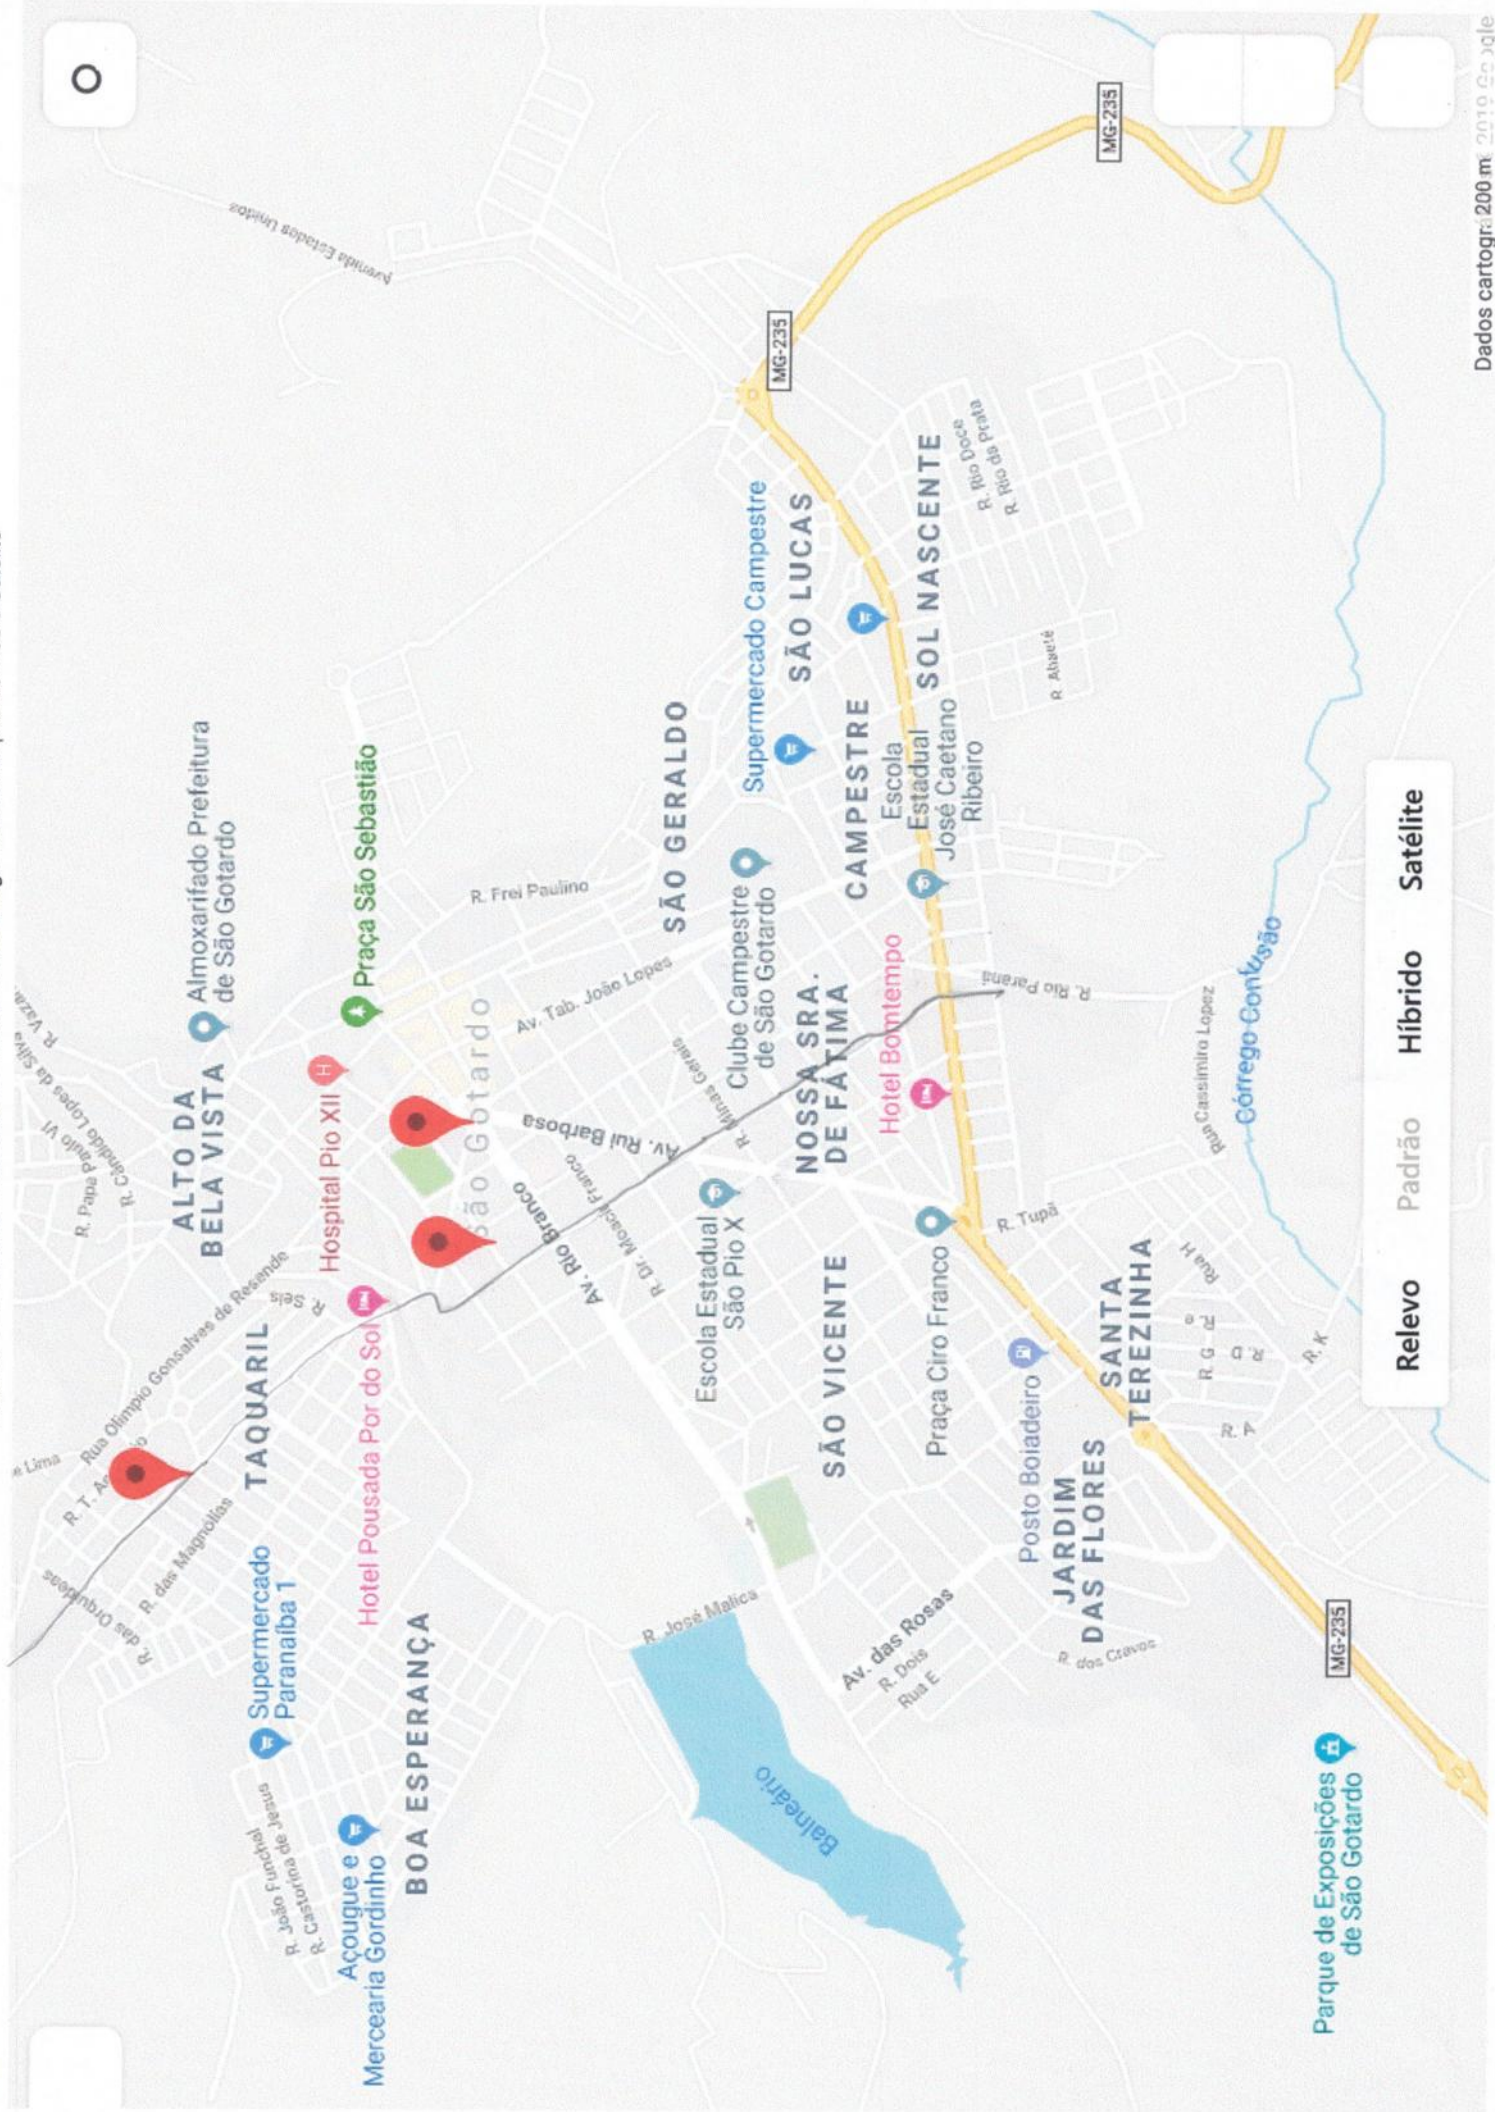 R. Vaza
R. Cândido Lopes da Silva
R. Papa Paulo VI
Avenida Estados Unidos
Almoxarifado Prefeitura
de São Gotardo
ALTO DA
BELA VISTA
Praça São Sebastião
Hospital Pio XII
Rua Olímpio Gonsalves de Resende
R. Seis
e Lima
R. T. Ar
TAQUARIL
R. das Magnólias
R. das Orquídeas
Supermercado
Paranaíba 1
Hotel Pousada Por do Sol
R. João Funchal
R. Castorina de Jesus
Açougue e
Mercearia Gordinho
BOA ESPERANÇA
São Gotardo
R. Frei Paulino
Av. Tab. João Lopes
Av. Rui Barbosa
Av. Rio Branco
R. Dr. Moacir Franco
R. Minas Gerais
SÃO GERALDO
Supermercado Campestre
SÃO LUCAS
MG-235
MG-235
Clube Campestre
de São Gotardo
CAMPESTRE
Escola
Estadual
José Caetano
Ribeiro
SOL NASCENTE
R. Rio Doce
R. Rio da Prata
R. Abaeté
NOSSA SRA.
DE FÁTIMA
Hotel Bomtempo
R. Rio Paraná
Rua Cassimiro Lopez
Córrego Confusão
Escola Estadual
São Pio X
SÃO VICENTE
Praça Ciro Franco
R. Tupã
Posto Boiadeiro
SANTA
TEREZINHA
Rua H
R. e
R. G
R. D
R. K
R. A
JARDIM
DAS FLORES
R. José Malica
Av. das Rosas
R. Dois
Rua E
R. dos Cravos
Balneário
MG-235
Parque de Exposições
de São Gotardo
Relevo
Padrão
Híbrido
Satélite
Dados cartográ
200 m
2019 Google